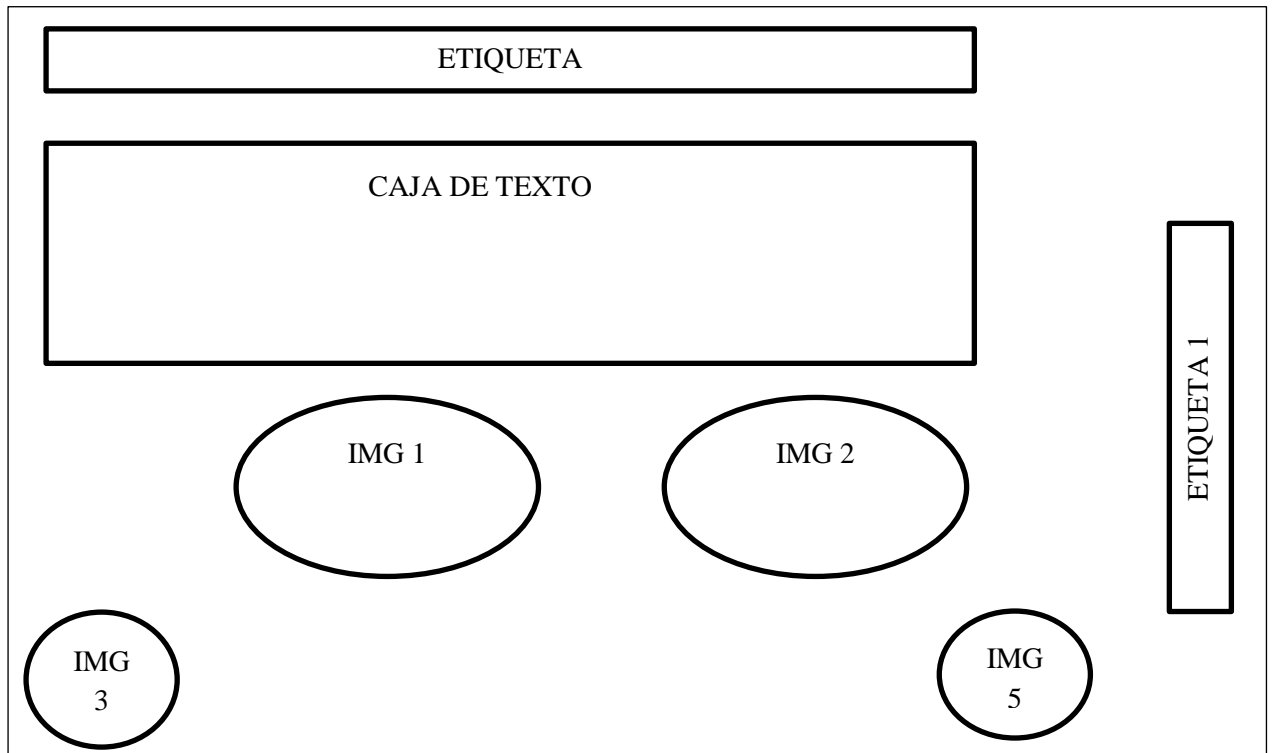 ETIQUETA
CAJA DE TEXTO
ETIQUETA 1
IMG 1
IMG 2
IMG
3
IMG
5